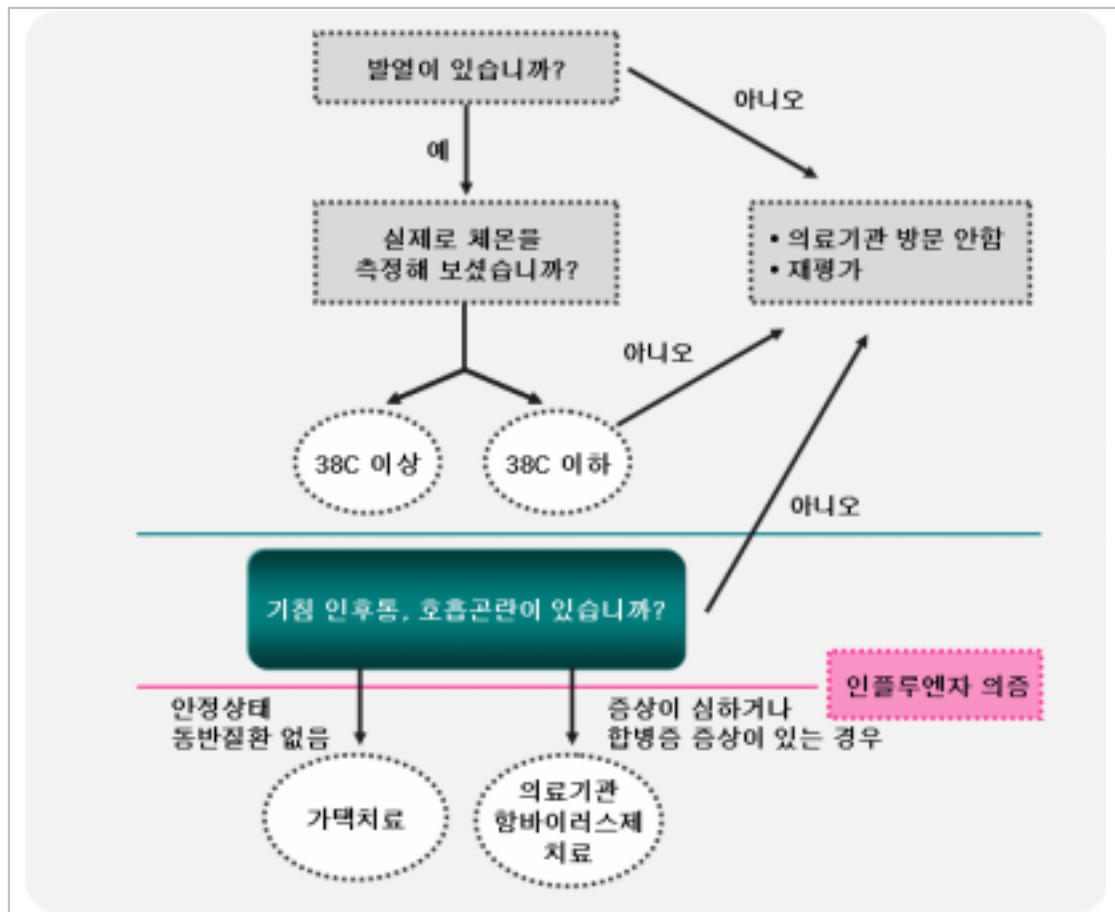 발열이 있습니까?
아니오
예
실제로 체몬을
측정해 보셨습니까?
• 의료기관 방문 안함
• 재평가
아니오
38C 이상
38C 이하
아니오
기침 인후통, 호흡곤란이 있습니까?
인플루엔자 의증
안정상태
동반질환 없음
증상이 심하거나
합병증 증상이 있는 경우
가택치료
의료기관
항바이러스제
치료